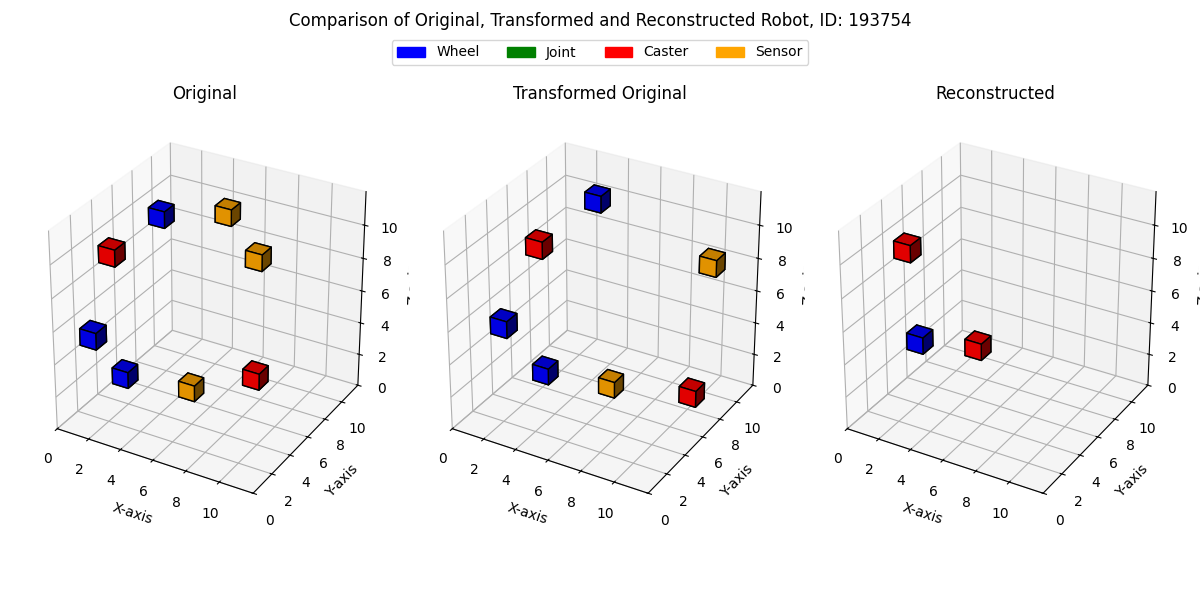 Comparison of Original, Transformed and Reconstructed Robot, ID: 193754
Wheel Joint Caster Sensor
Original
Transformed Original
Reconstructed
0 2 4 6 8 10
X-axis
0 2 4 6 8 10
Y-axis
0 2 4 6 8 10
0 2 4 6 8 10
X-axis
0 2 4 6 8 10
Y-axis
0 2 4 6 8 10
0 2 4 6 8 10
X-axis
0 2 4 6 8 10
Y-axis
0 2 4 6 8 10